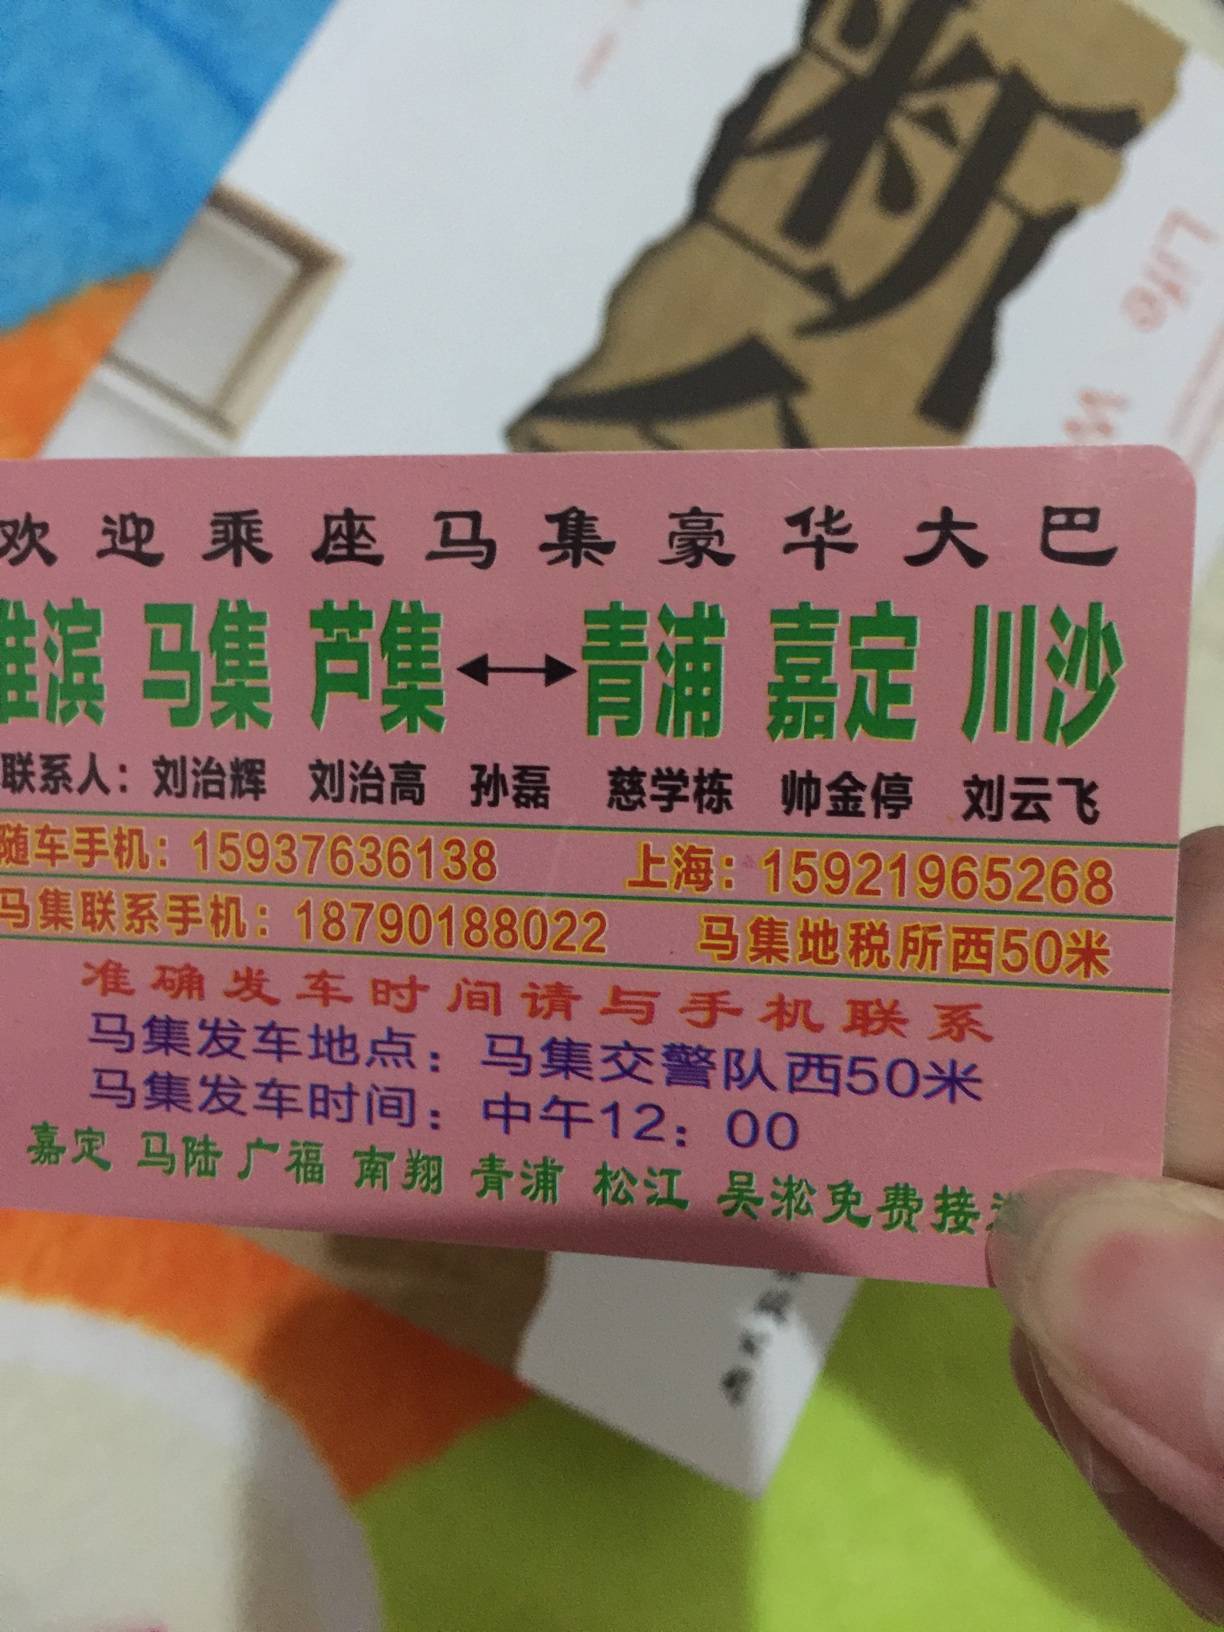 欢迎乘座马集豪华大巴
淮滨 马集 芦集↔青浦 嘉定 川沙
联系人：刘治辉 刘治高 孙磊 慈学栋 帅金停 刘云飞
随车手机：15937636138 上海：15921965268
马集联系手机：18790188022 马集地税所西50米
准确发车时间请与手机联系
马集发车地点：马集交警队西50米
马集发车时间：中午12：00
嘉定 马陆 广福 南翔 青浦 松江 吴淞免费接
Life